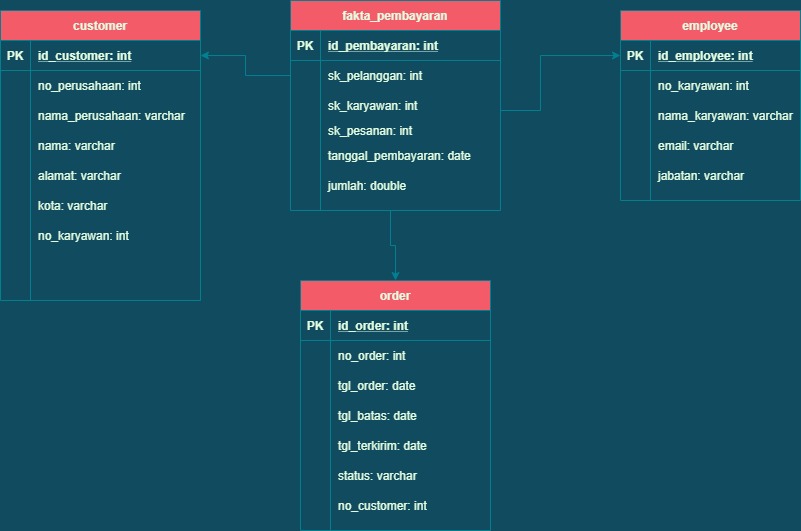 customer
PK id_customer: int
no_perusahaan: int
nama_perusahaan: varchar
nama: varchar
alamat: varchar
kota: varchar
no_karyawan: int
fakta_pembayaran
PK id_pembayaran: int
sk_pelanggan: int
sk_karyawan: int
sk_pesanan: int
tanggal_pembayaran: date
jumlah: double
employee
PK id_employee: int
no_karyawan: int
nama_karyawan: varchar
email: varchar
jabatan: varchar
order
PK id_order: int
no_order: int
tgl_order: date
tgl_batas: date
tgl_terkirim: date
status: varchar
no_customer: int